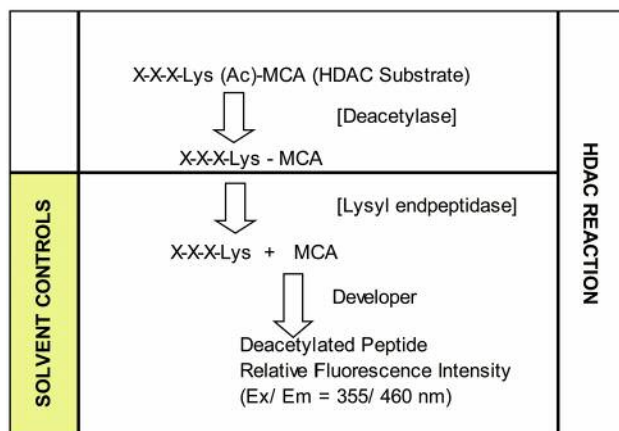 X-X-X-Lys (Ac)-MCA (HDAC Substrate)
[Deacetylase]
X-X-X-Lys - MCA
[Lysyl endpeptidase]
X-X-X-Lys + MCA
Developer
Deacetylated Peptide
Relative Fluorescence Intensity
(Ex/ Em = 355/ 460 nm)
SOLVENT CONTROLS
HDAC REACTION